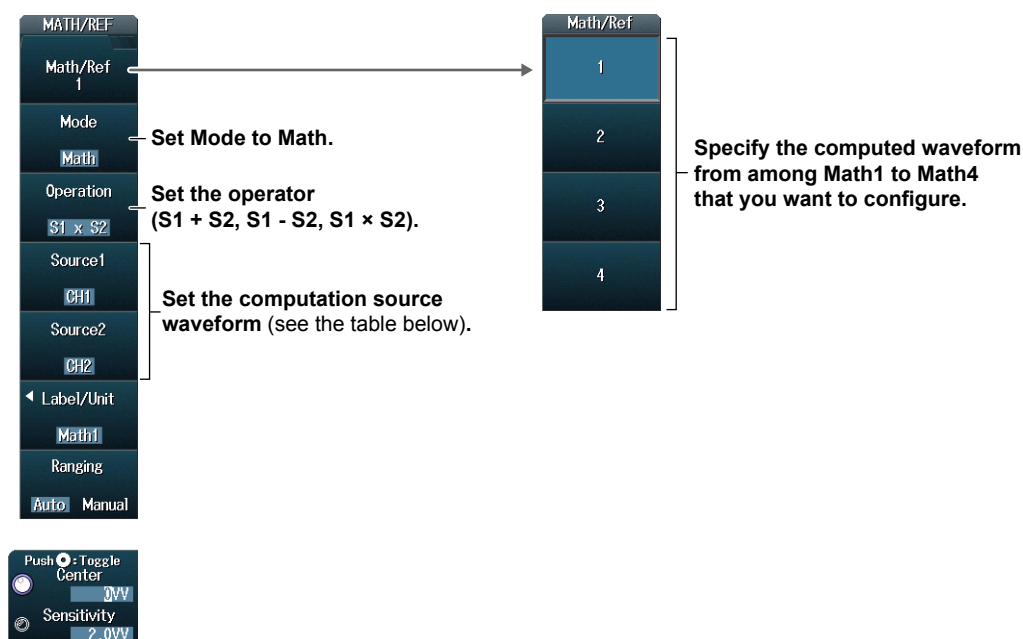 MATH/REF
Math/Ref
1
Mode
Math
Set Mode to Math.
Operation
S1 x S2
Set the operator
(S1 + S2, S1 - S2, S1 × S2).
Source1
CH1
Source2
CH2
Set the computation source
waveform (see the table below).
Label/Unit
Math1
Ranging
Auto Manual
Push : Toggle
Center
0VV
Sensitivity
2.0VV
Math/Ref
1
2
3
4
Specify the computed waveform
from among Math1 to Math4
that you want to configure.